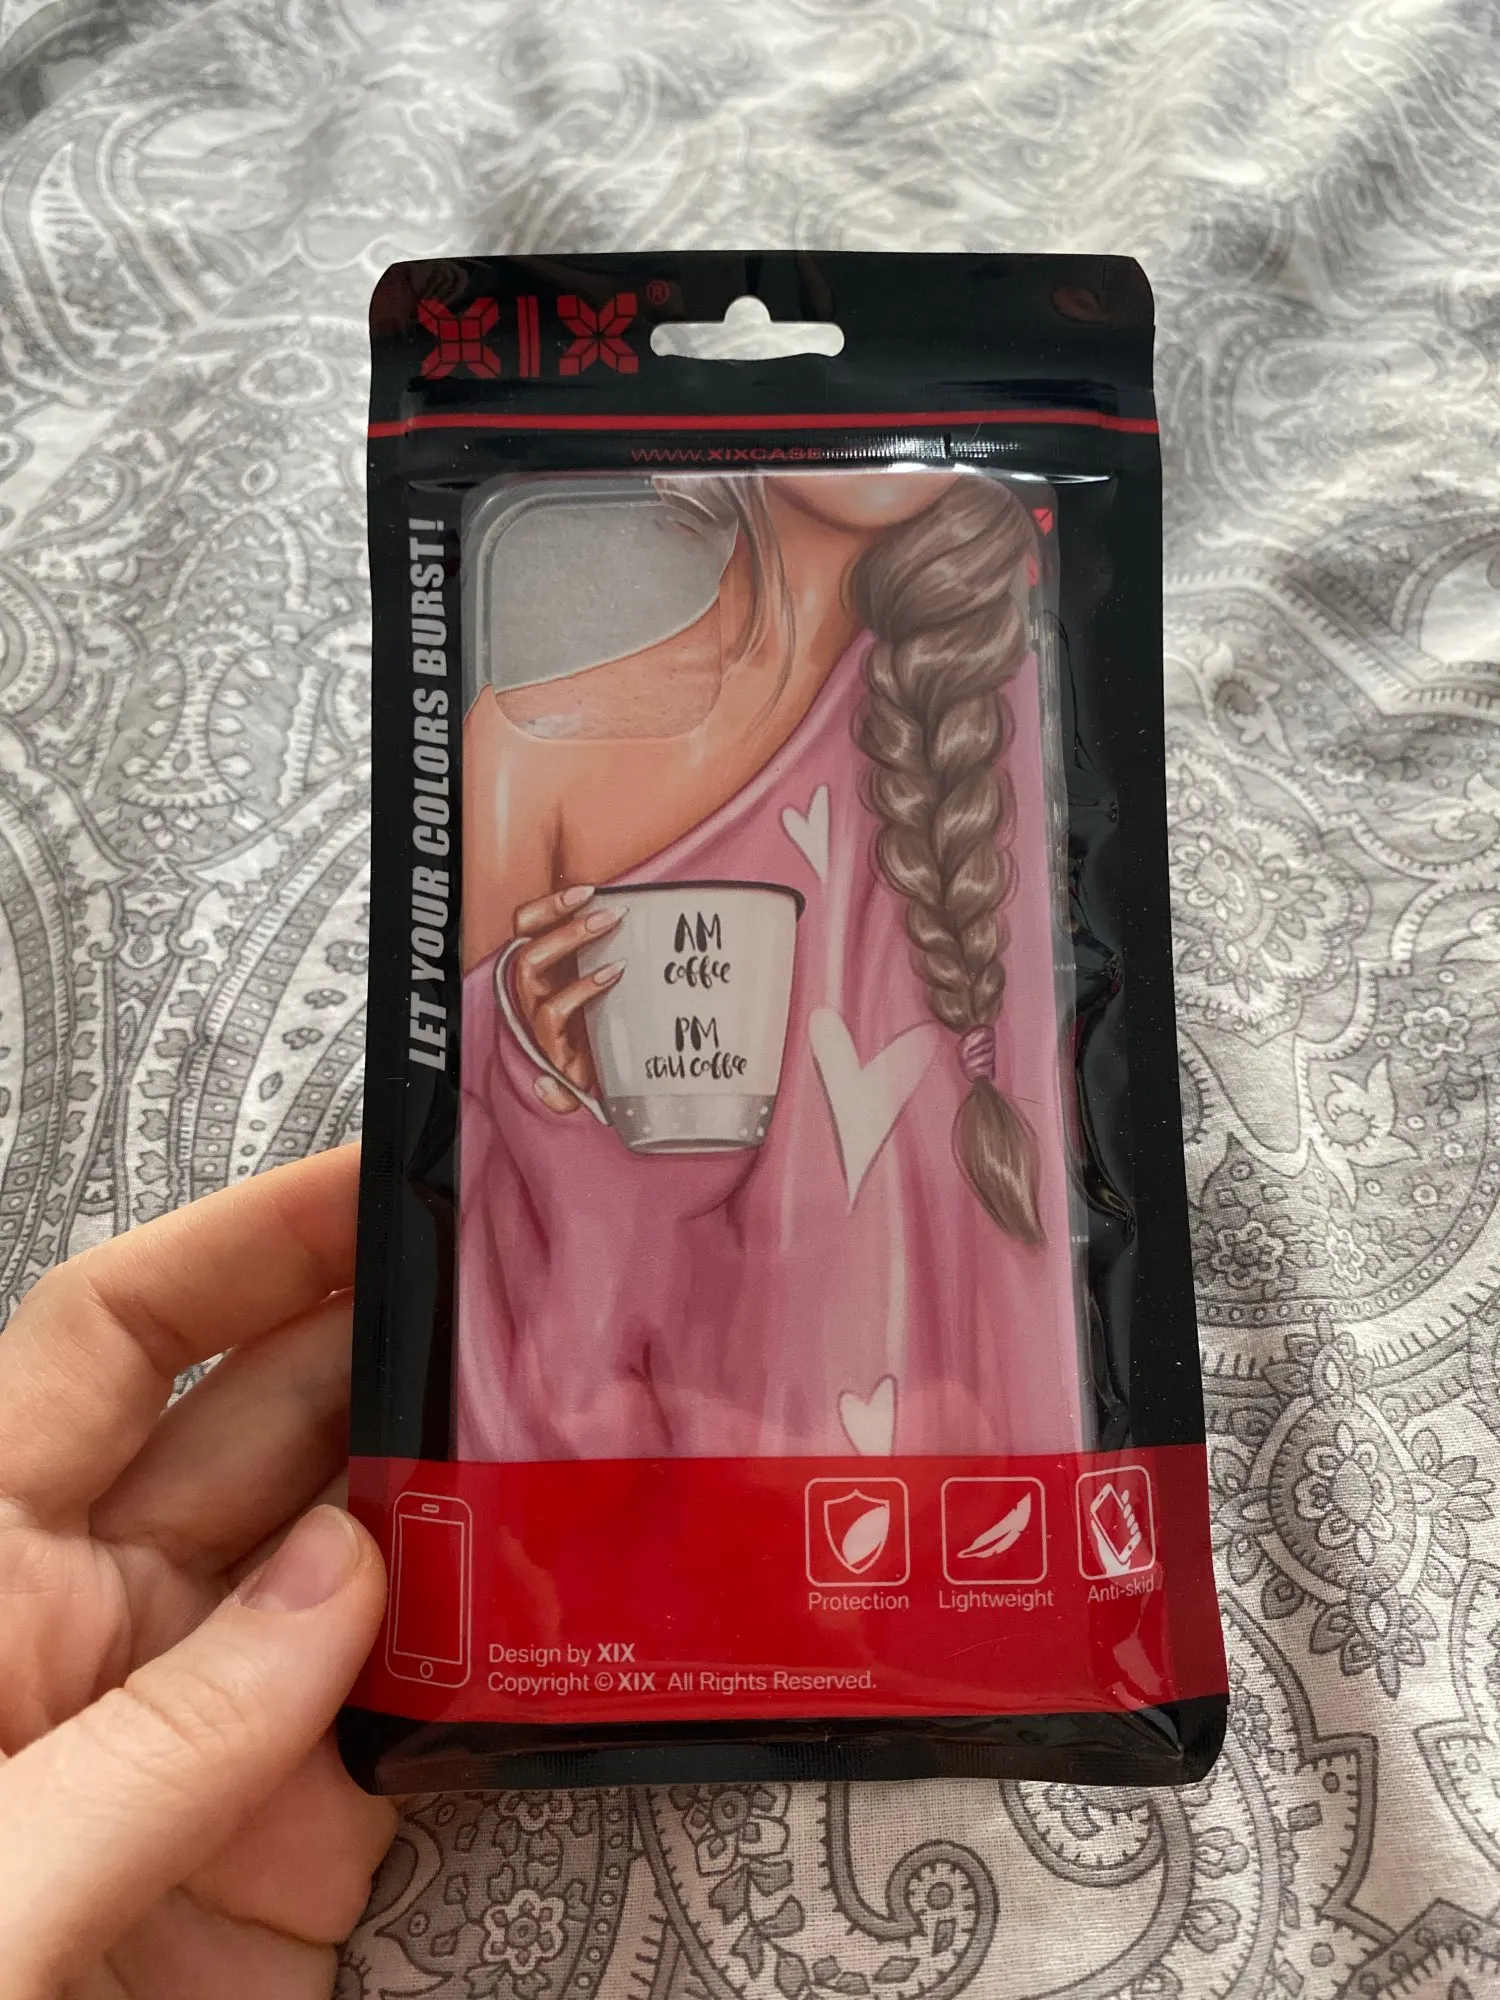 XIX®
WWW.XIXCASE
LET YOUR COLORS BURST!
AM
coffee
PM
still coffee
Protection
Lightweight
Anti-skid
Design by XIX
Copyright © XIX All Rights Reserved.